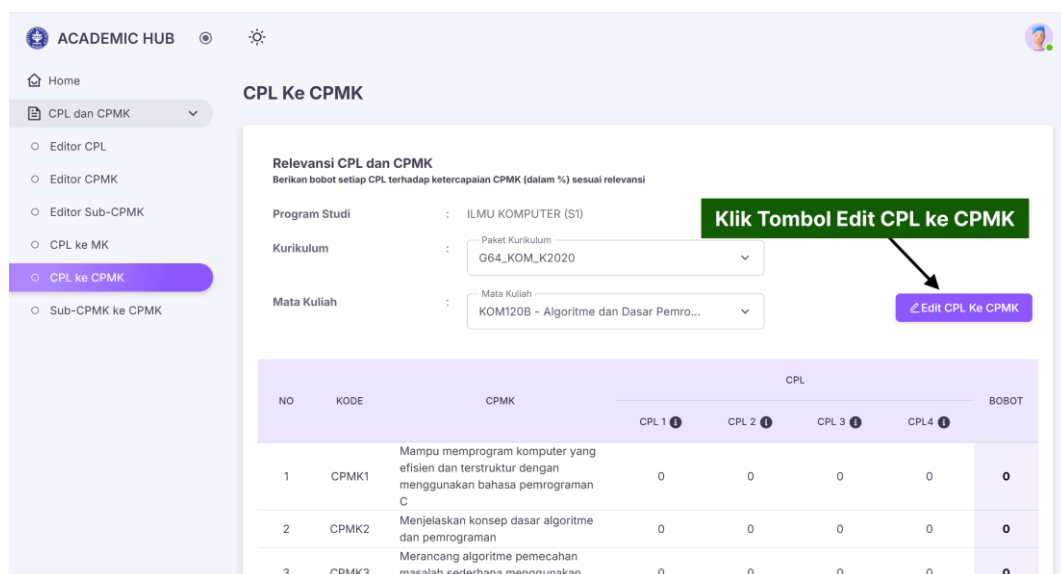 ACADEMIC HUB
Home
CPL dan CPMK
Editor CPL
Editor CPMK
Editor Sub-CPMK
CPL ke MK
CPL ke CPMK
Sub-CPMK ke CPMK
CPL Ke CPMK
Relevansi CPL dan CPMK
Berikan bobot setiap CPL terhadap ketercapaian CPMK (dalam %) sesuai relevansi
Program Studi : ILMU KOMPUTER (S1)
Klik Tombol Edit CPL ke CPMK
Paket Kurikulum
Kurikulum : G64_KOM_K2020
Mata Kuliah
Mata Kuliah : KOM120B - Algoritme dan Dasar Pemro...
Edit CPL Ke CPMK
CPL
NO KODE CPMK BOBOT
CPL 1 CPL 2 CPL 3 CPL4
Mampu memprogram komputer yang
efisien dan terstruktur dengan
1 CPMK1 menggunakan bahasa pemrograman 0 0 0 0 0
C
Menjelaskan konsep dasar algoritme
2 CPMK2 dan pemrograman 0 0 0 0 0
Merancang algoritme pemecahan
3 CPMK3 masalah sederhana menggunakan 0 0 0 0 0